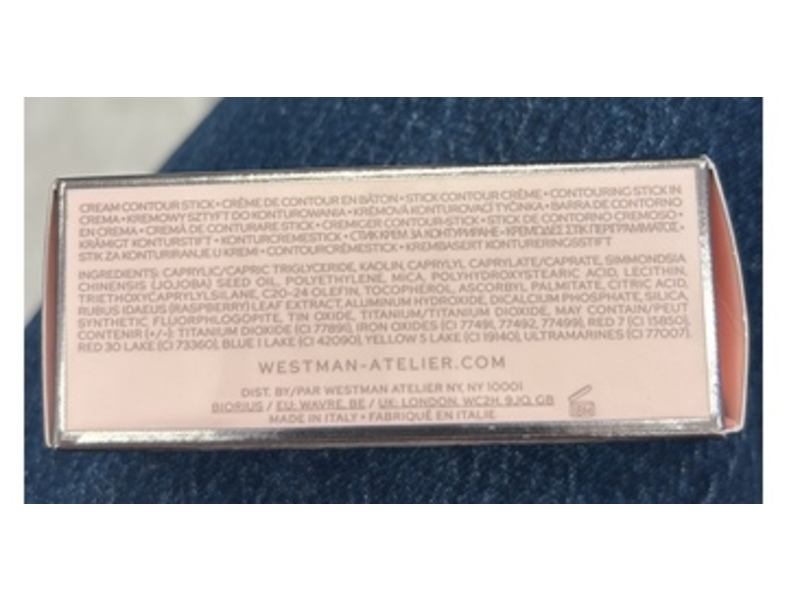 CREAM CONTOUR STICK • CRÈME DE CONTOUR EN BÂTON • STICK CONTOUR CRÈME • CONTOURING STICK IN
CREMA • KREMOWY SZTYFT DO KONTUROWANIA • KRÉMOVÁ KONTUROVACÍ TYČINKA • BARRA DE CONTORNO
EN CREMA • CREMĂ DE CONTURARE STICK • CREMIGER CONTOUR-STICK • STICK DE CONTORNO CREMOSO •
KRÄMIGT KONTURSTIFT • KONTURCREMESTICK • СТИК КРЕМ ЗА КОНТУРИРАНЕ • ΚΡΕΜΩΔΕΣ ΣΤΙΚ ΠΕΡΙΓΡΑΜΜΑΤΟΣ •
STIK ZA KONTURIRANJE U KREMI • CONTOURCRÈMESTICK • KREMBASERT KONTURERINGSSTIFT
INGREDIENTS: CAPRYLIC/CAPRIC TRIGLYCERIDE, KAOLIN, CAPRYLYL CAPRYLATE/CAPRATE, SIMMONDSIA
CHINENSIS (JOJOBA) SEED OIL, POLYETHYLENE, MICA, POLYHYDROXYSTEARIC ACID, LECITHIN,
TRIETHOXYCAPRYLYLSILANE, C20-24 OLEFIN, TOCOPHEROL, ASCORBYL PALMITATE, CITRIC ACID,
RUBUS IDAEUS (RASPBERRY) LEAF EXTRACT, ALUMINUM HYDROXIDE, DICALCIUM PHOSPHATE, SILICA,
SYNTHETIC FLUORPHLOGOPITE, TIN OXIDE, TITANIUM/TITANIUM DIOXIDE, MAY CONTAIN/PEUT
CONTENIR (+/-): TITANIUM DIOXIDE (CI 77891), IRON OXIDES (CI 77491, 77492, 77499), RED 7 (CI 15850),
RED 30 LAKE (CI 73360), BLUE 1 LAKE (CI 42090), YELLOW 5 LAKE (CI 19140), ULTRAMARINES (CI 77007).
WESTMAN-ATELIER.COM
DIST. BY/PAR WESTMAN ATELIER NY, NY 10001
BIORIUS / EU: WAVRE, BE / UK: LONDON, WC2H, 9JQ, GB
MADE IN ITALY • FABRIQUÉ EN ITALIE